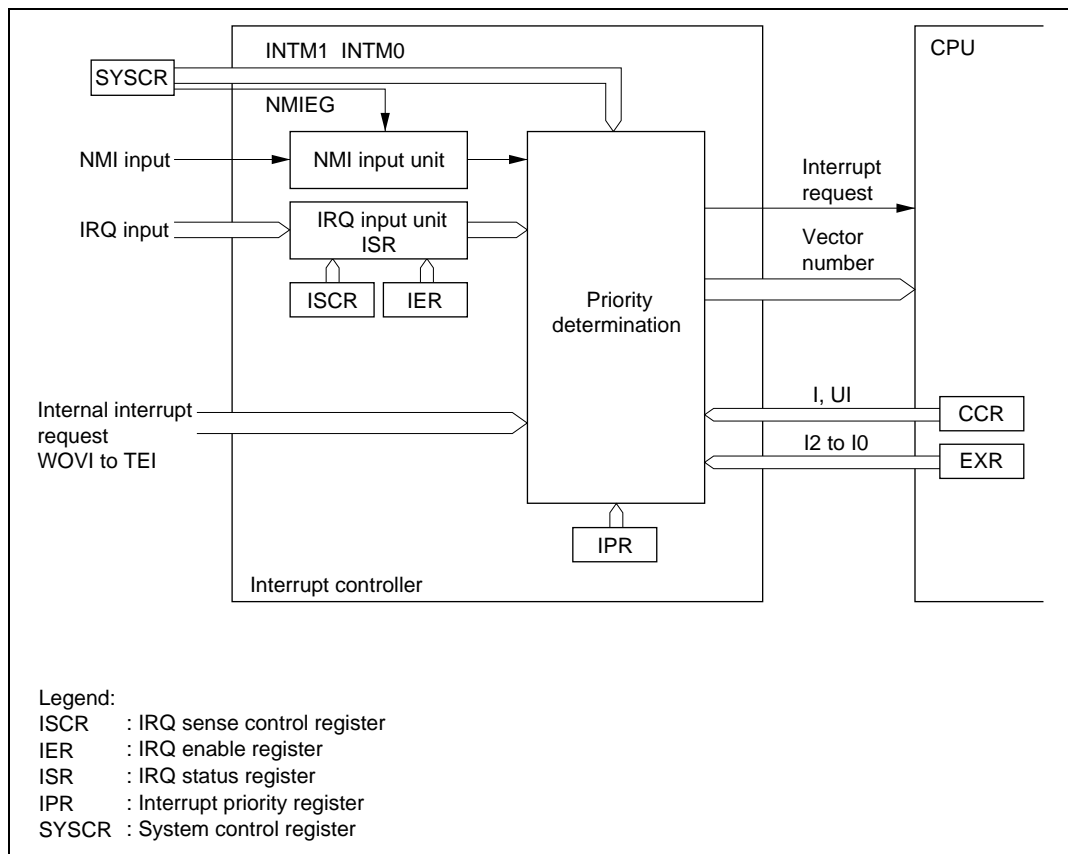 INTM1 INTM0
CPU
SYSCR
NMIEG
NMI input
NMI input unit
Interrupt
request
IRQ input
IRQ input unit
ISR
Vector
number
ISCR
IER
Priority
determination
Internal interrupt
request
WOVI to TEI
I, UI
CCR
I2 to I0
EXR
IPR
Interrupt controller
Legend:
ISCR : IRQ sense control register
IER : IRQ enable register
ISR : IRQ status register
IPR : Interrupt priority register
SYSCR : System control register